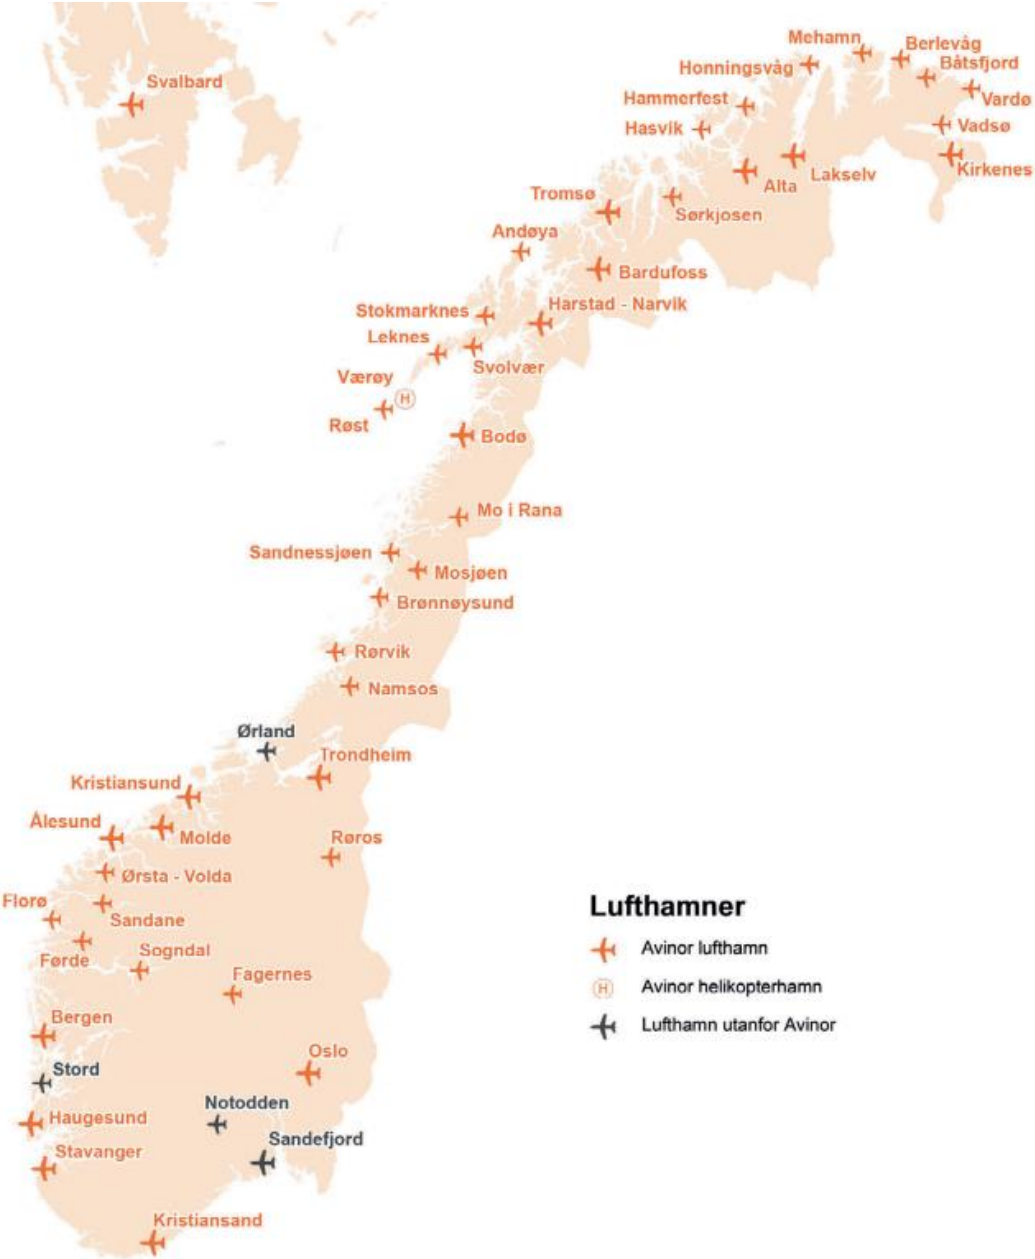 Mehamn
Berlevåg
Båtsfjord
Honningsvåg
Svalbard
Hammerfest
Vardø
Hasvik
Vadsø
Kirkenes
Lakselv
Alta
Tromsø
Sørkjosen
Andøya
Bardufoss
Harstad - Narvik
Stokmarknes
Leknes
Svolvær
Værøy
H
Røst
Bodø
Mo i Rana
Sandnessjøen
Mosjøen
Brønnøysund
Rørvik
Namsos
Ørland
Trondheim
Kristiansund
Ålesund
Molde
Røros
Ørsta - Volda
Florø
Sandane
Sogndal
Førde
Fagernes
Bergen
Oslo
Stord
Notodden
Haugesund
Sandefjord
Stavanger
Kristiansand
Lufthamner
Avinor lufthamn
H Avinor helikopterhamn
Lufthamn utanfor Avinor